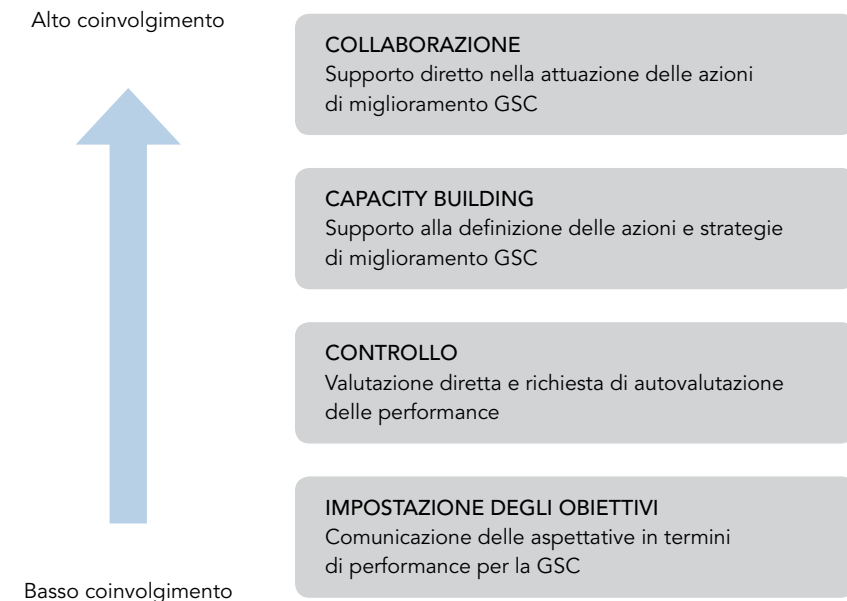 Alto coinvolgimento
COLLABORAZIONE
Supporto diretto nella attuazione delle azioni
di miglioramento GSC
CAPACITY BUILDING
Supporto alla definizione delle azioni e strategie
di miglioramento GSC
CONTROLLO
Valutazione diretta e richiesta di autovalutazione
delle performance
IMPOSTAZIONE DEGLI OBIETTIVI
Comunicazione delle aspettative in termini
di performance per la GSC
Basso coinvolgimento